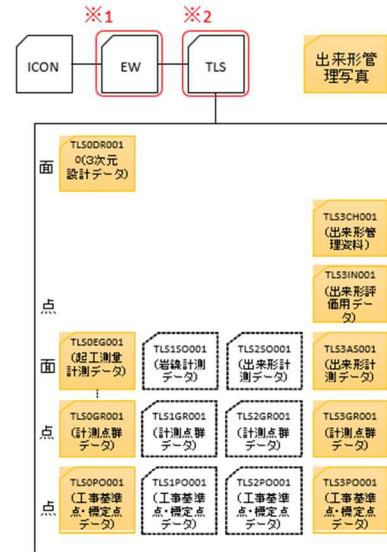 ※1
※2
ICON
EW
TLS
出来形管
理写真
面
TLS0DR001
0(3次元
設計データ)
TLS3CH001
(出来形管
理資料)
TLS3IN001
(出来形評
価用デー
タ)
点
面
TLS0EG001
(起工測量
計測データ)
TLS1SO001
(岩線計測
データ)
TLS2SO001
(出来形計
測データ)
TLS3AS001
(出来形計
測データ)
点
TLS0GR001
(計測点群
データ)
TLS1GR001
(計測点群
データ)
TLS2GR001
(計測点群
データ)
TLS3GR001
(計測点群
データ)
点
TLS0PO001
(工事基準
点・標定点
データ)
TLS1PO001
(工事基準
点・標定点
データ)
TLS2PO001
(工事基準
点・標定点
データ)
TLS3PO001
(工事基準
点・標定点
データ)